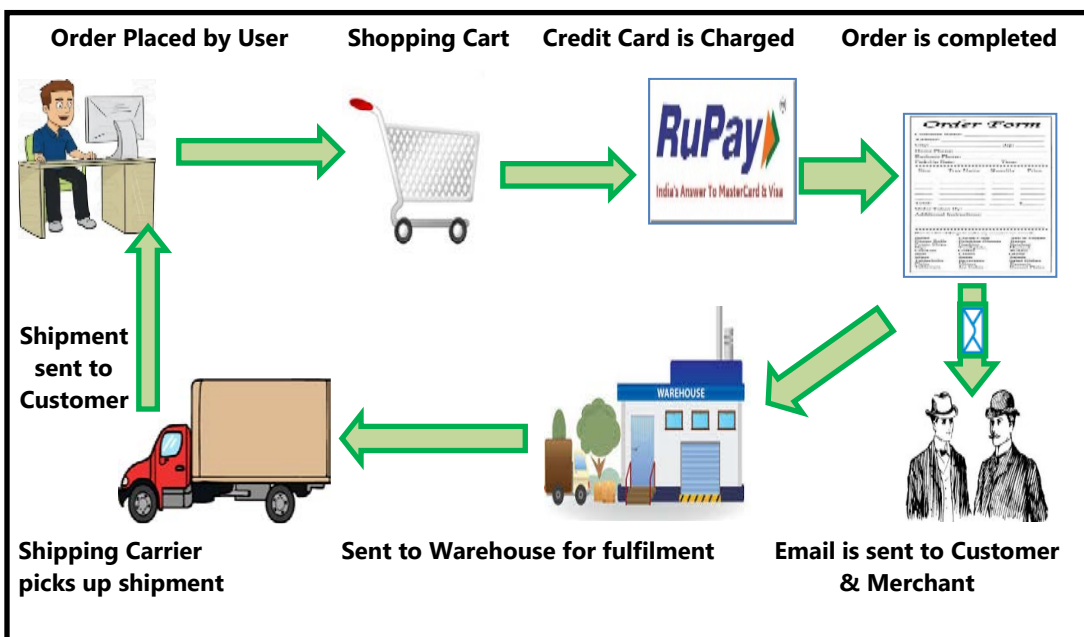 Order Placed by User
Shopping Cart
Credit Card is Charged
Order is completed
RuPay
India's Answer To MasterCard & Visa
Order Form
Shipment
sent to
Customer
WAREHOUSE
Shipping Carrier
picks up shipment
Sent to Warehouse for fulfilment
Email is sent to Customer
& Merchant